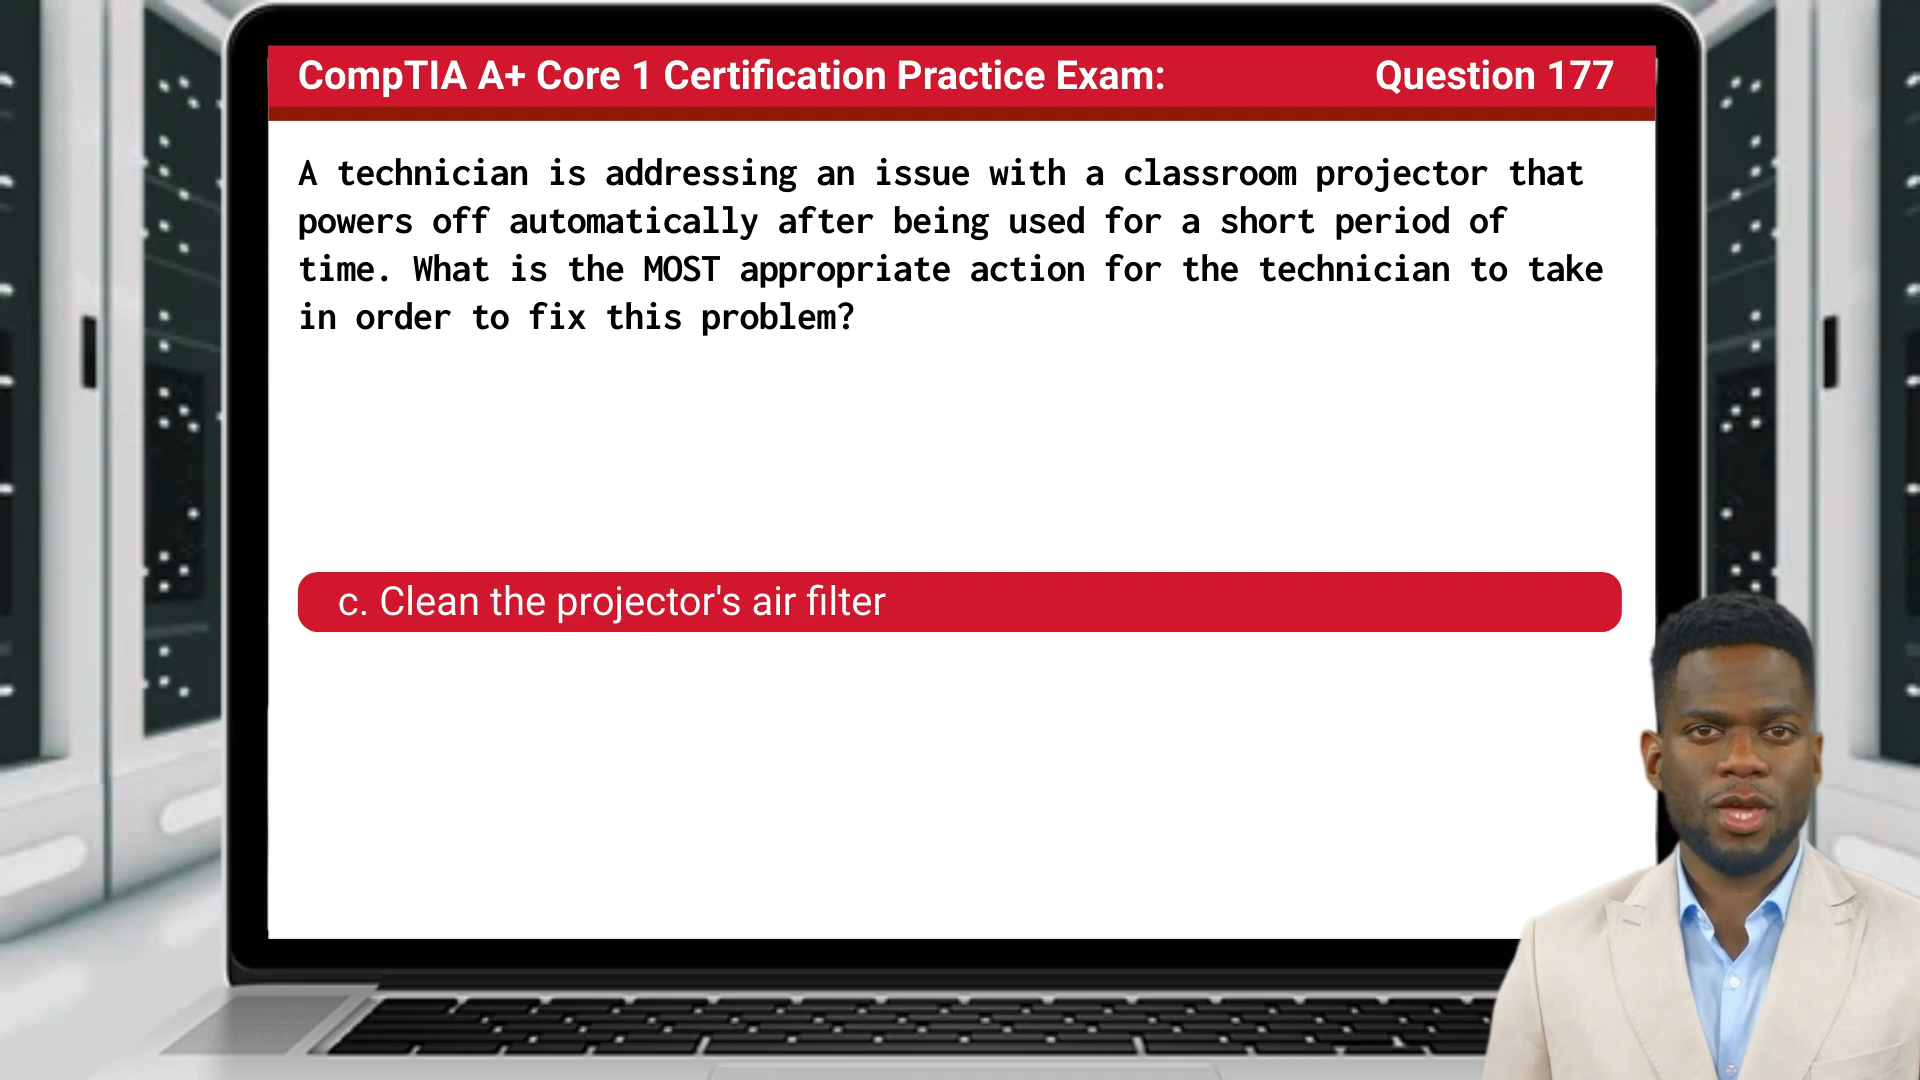 CompTIA A+ Core 1 Certification Practice Exam: Question 177
A technician is addressing an issue with a classroom projector that
powers off automatically after being used for a short period of
time. What is the MOST appropriate action for the technician to take
in order to fix this problem?
c. Clean the projector's air filter